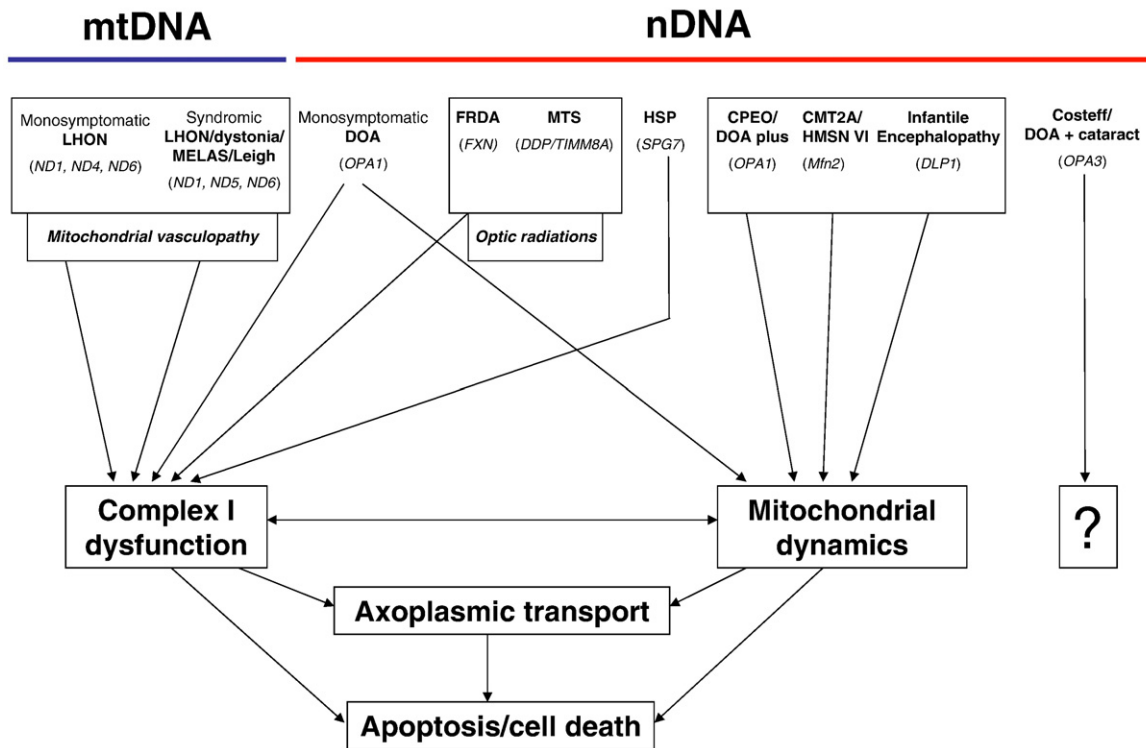 mtDNA
nDNA
Monosymptomatic
LHON
(ND1, ND4, ND6)
Syndromic
LHON/dystonia/
MELAS/Leigh
(ND1, ND5, ND6)
Mitochondrial vasculopathy
Monosymptomatic
DOA
(OPA1)
FRDA
(FXN)
MTS
(DDP/TIMM8A)
Optic radiations
HSP
(SPG7)
CPEO/
DOA plus
(OPA1)
CMT2A/
HMSN VI
(Mfn2)
Infantile
Encephalopathy
(DLP1)
Costeff/
DOA + cataract
(OPA3)
Complex I
dysfunction
Mitochondrial
dynamics
?
Axoplasmic transport
Apoptosis/cell death